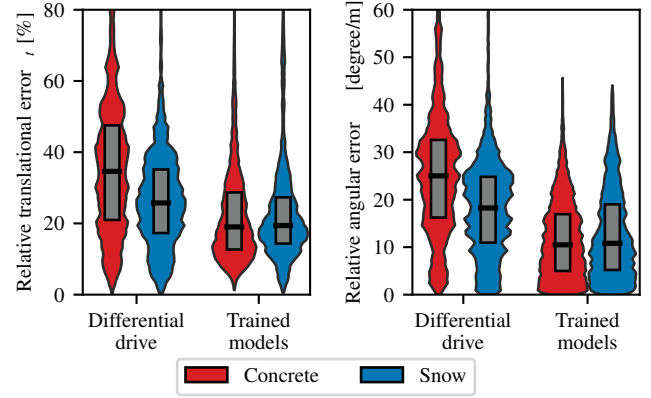 Relative translational error t [%]
80
60
40
20
0
Differential
drive
Trained
models
Relative angular error [degree/m]
60
50
40
30
20
10
0
Differential
drive
Trained
models
Concrete
Snow